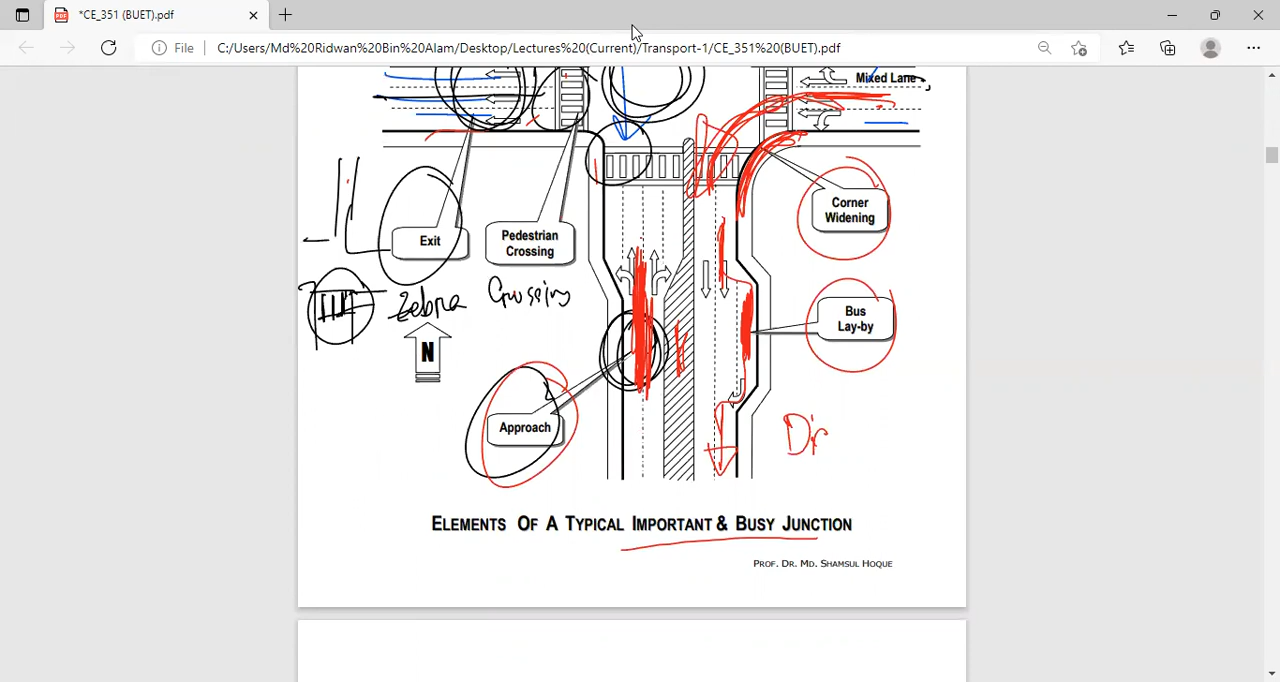 *CE_351 (BUET).pdf
File
C:/Users/Md%20Ridwan%20Bin%20Alam/Desktop/Lectures%20(Current)/Transport-1/CE_351%20(BUET).pdf
Mixed Lane
Corner
Widening
Exit
Pedestrian
Crossing
Zebra Crossing
Bus
Lay-by
N
Approach
Dir
ELEMENTS OF A TYPICAL IMPORTANT & BUSY JUNCTION
PROF. DR. MD. SHAMSUL HOQUE